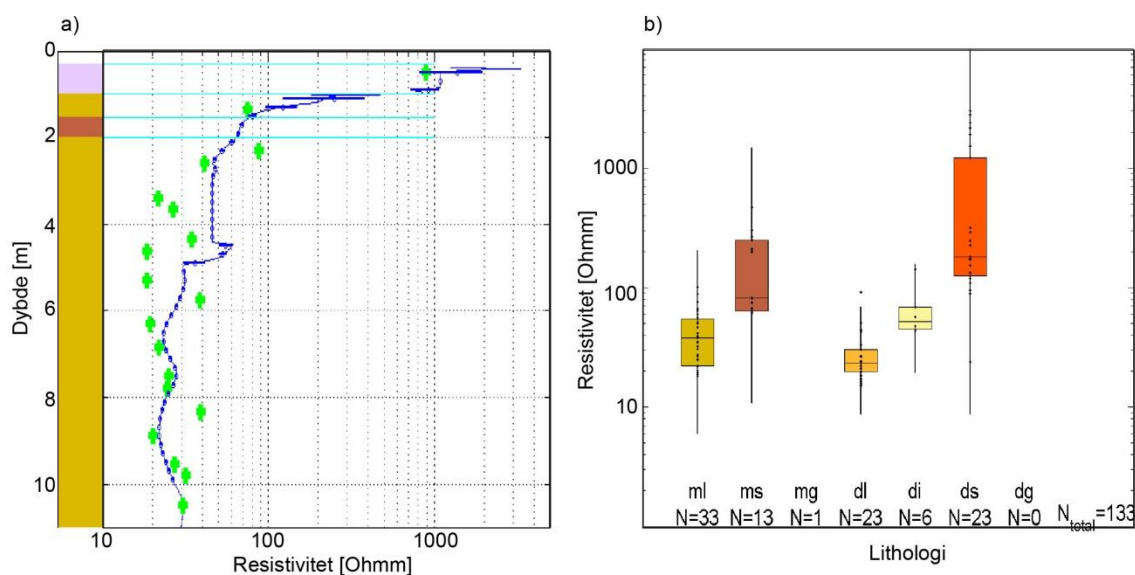 a)
0
2
4
6
8
10
Dybde [m]
10 100 1000
Resistivitet [Ohmm]
b)
1000
100
10
Resistivitet [Ohmm]
ml ms mg dl di ds dg
N=33 N=13 N=1 N=23 N=6 N=23 N=0 N_total=133
Lithologi